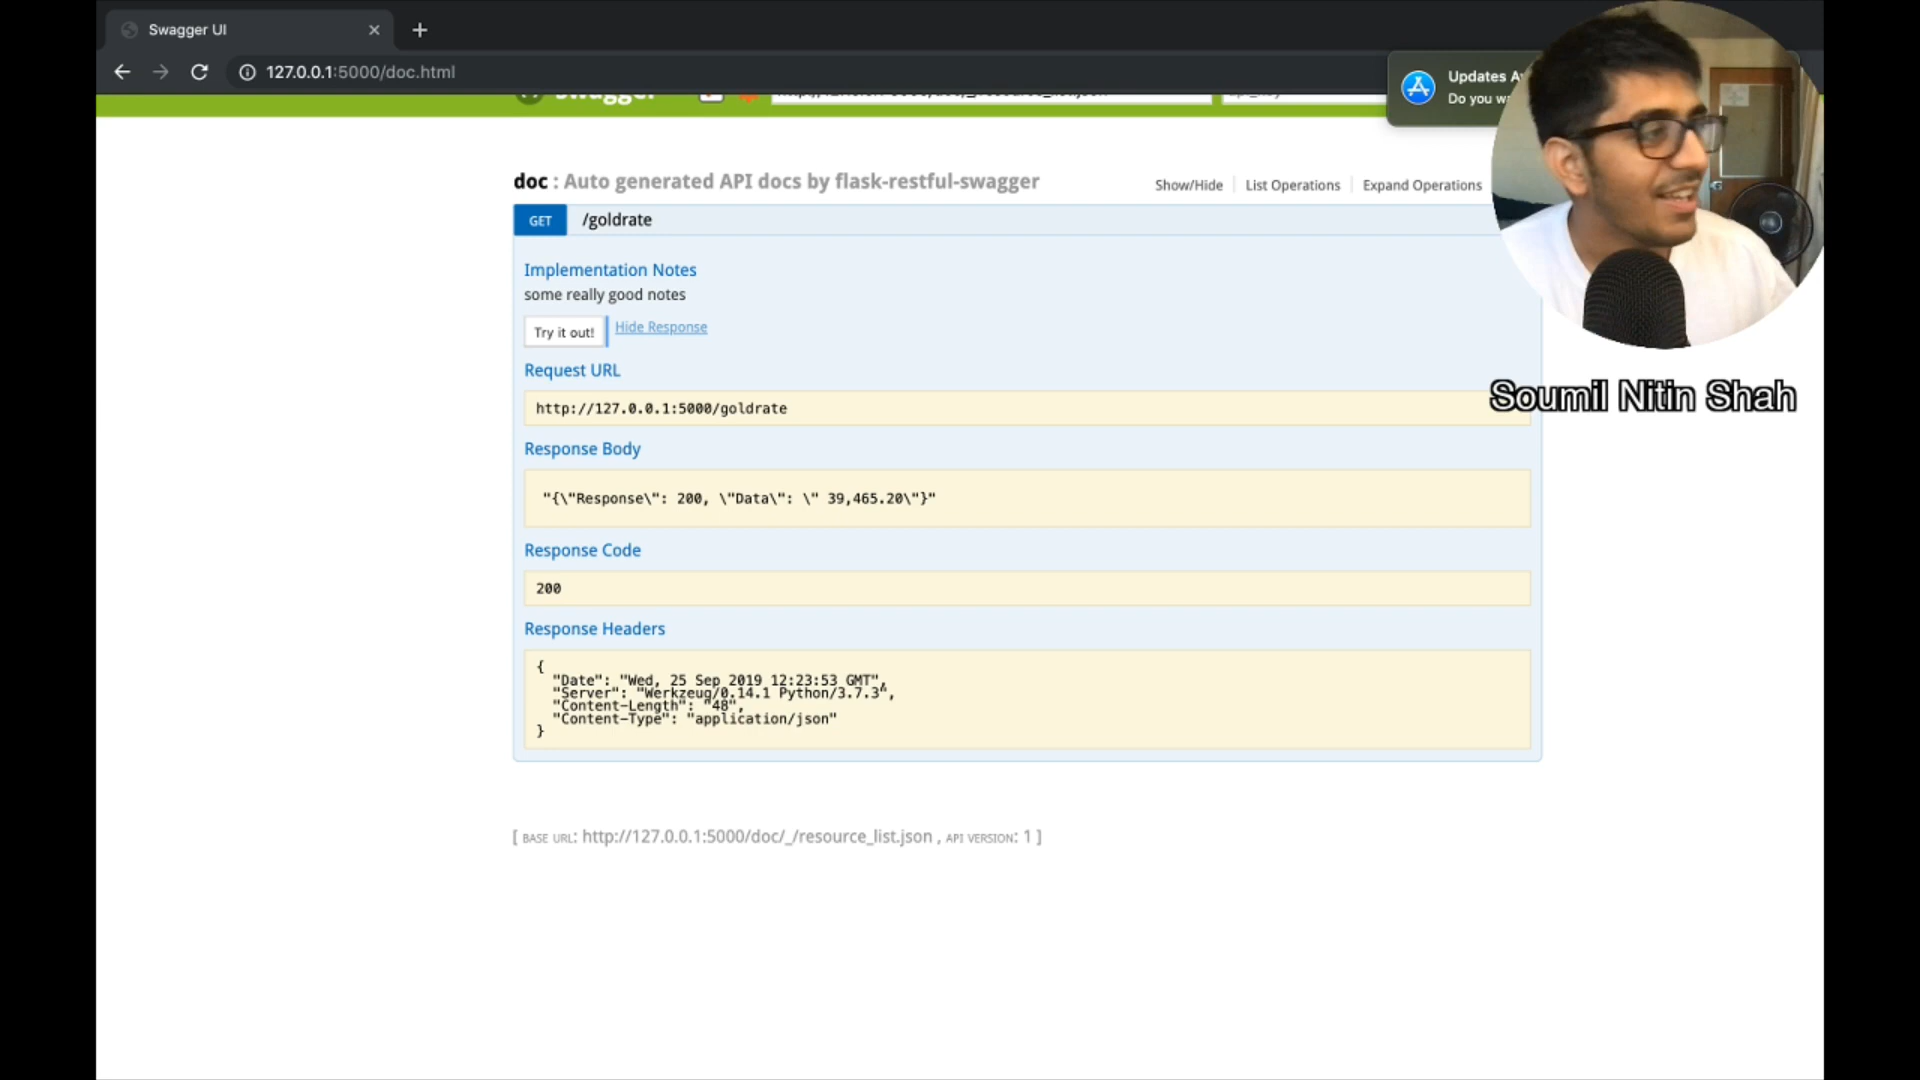 Swagger UI
127.0.0.1:5000/doc.html
swagger
Updates
Do you
doc : Auto generated API docs by flask-restful-swagger
Show/Hide
List Operations
Expand Operations
GET /goldrate
Implementation Notes
some really good notes
Try it out!
Hide Response
Request URL
http://127.0.0.1:5000/goldrate
Soumil Nitin Shah
Response Body
"{\"Response\": 200, \"Data\": \" 39,465.20\"}"
Response Code
200
Response Headers
{
"Date": "Wed, 25 Sep 2019 12:23:53 GMT",
"Server": "Werkzeug/0.14.1 Python/3.7.3",
"Content-Length": "48",
"Content-Type": "application/json"
}
[ BASE URL: http://127.0.0.1:5000/doc/_/resource_list.json , API VERSION: 1 ]